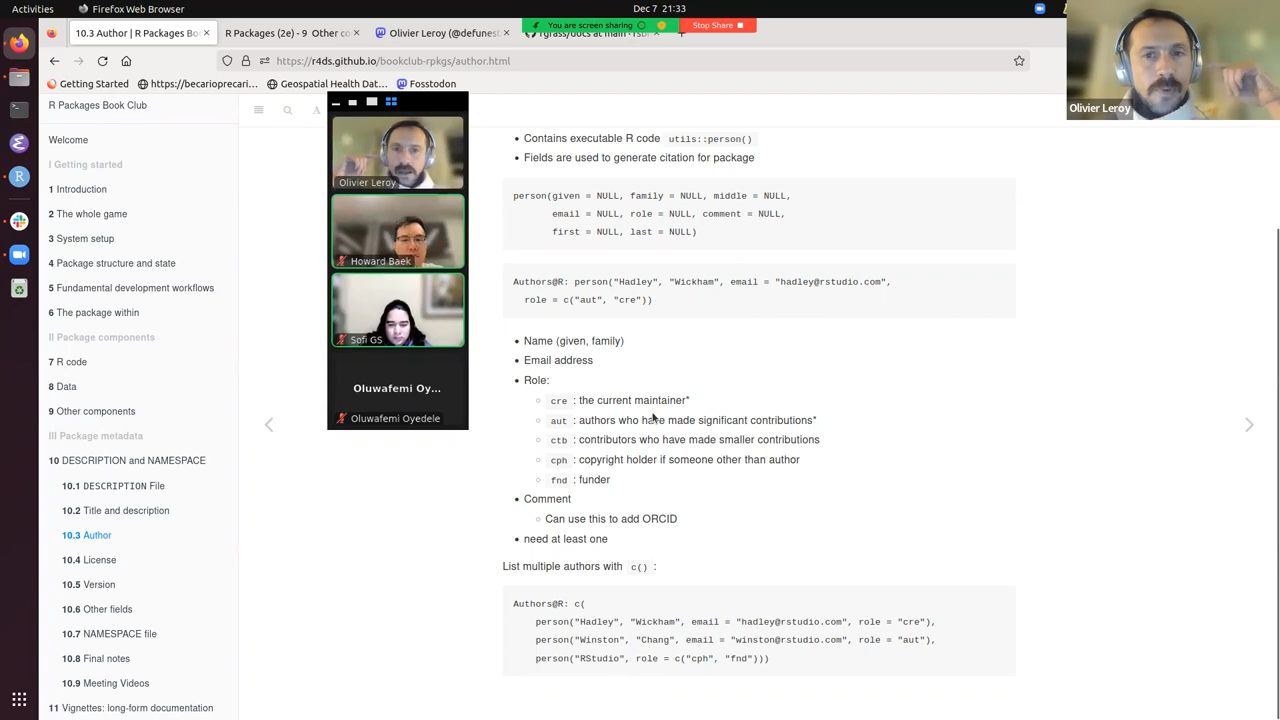 Activities
Firefox Web Browser
Dec 7 21:33
You are screen sharing
Stop Share
10.3 Author | R Packages Bo
R Packages (2e) - 9 Other co
Olivier Leroy (@defunes
rgrass/docs at main
https://r4ds.github.io/bookclub-rpkgs/author.html
Getting Started
https://becarioprecari...
Geospatial Health Dat...
Fosstodon
Olivier Leroy
R Packages Book Club
Welcome
I Getting started
1 Introduction
2 The whole game
3 System setup
4 Package structure and state
5 Fundamental development workflows
6 The package within
II Package components
7 R code
8 Data
9 Other components
III Package metadata
10 DESCRIPTION and NAMESPACE
10.1 DESCRIPTION File
10.2 Title and description
10.3 Author
10.4 License
10.5 Version
10.6 Other fields
10.7 NAMESPACE file
10.8 Final notes
10.9 Meeting Videos
11 Vignettes: long-form documentation
A
Olivier Leroy
Howard Baek
Sofi GS
Oluwafemi Oy...
Oluwafemi Oyedele
• Contains executable R code utils::person()
• Fields are used to generate citation for package
person(given = NULL, family = NULL, middle = NULL,
email = NULL, role = NULL, comment = NULL,
first = NULL, last = NULL)
Authors@R: person("Hadley", "Wickham", email = "hadley@rstudio.com",
role = c("aut", "cre"))
• Name (given, family)
• Email address
• Role:
cre : the current maintainer*
aut : authors who have made significant contributions*
ctb : contributors who have made smaller contributions
cph : copyright holder if someone other than author
fnd : funder
• Comment
Can use this to add ORCID
• need at least one
List multiple authors with c() :
Authors@R: c(
person("Hadley", "Wickham", email = "hadley@rstudio.com", role = "cre"),
person("Winston", "Chang", email = "winston@rstudio.com", role = "aut"),
person("RStudio", role = c("cph", "fnd")))